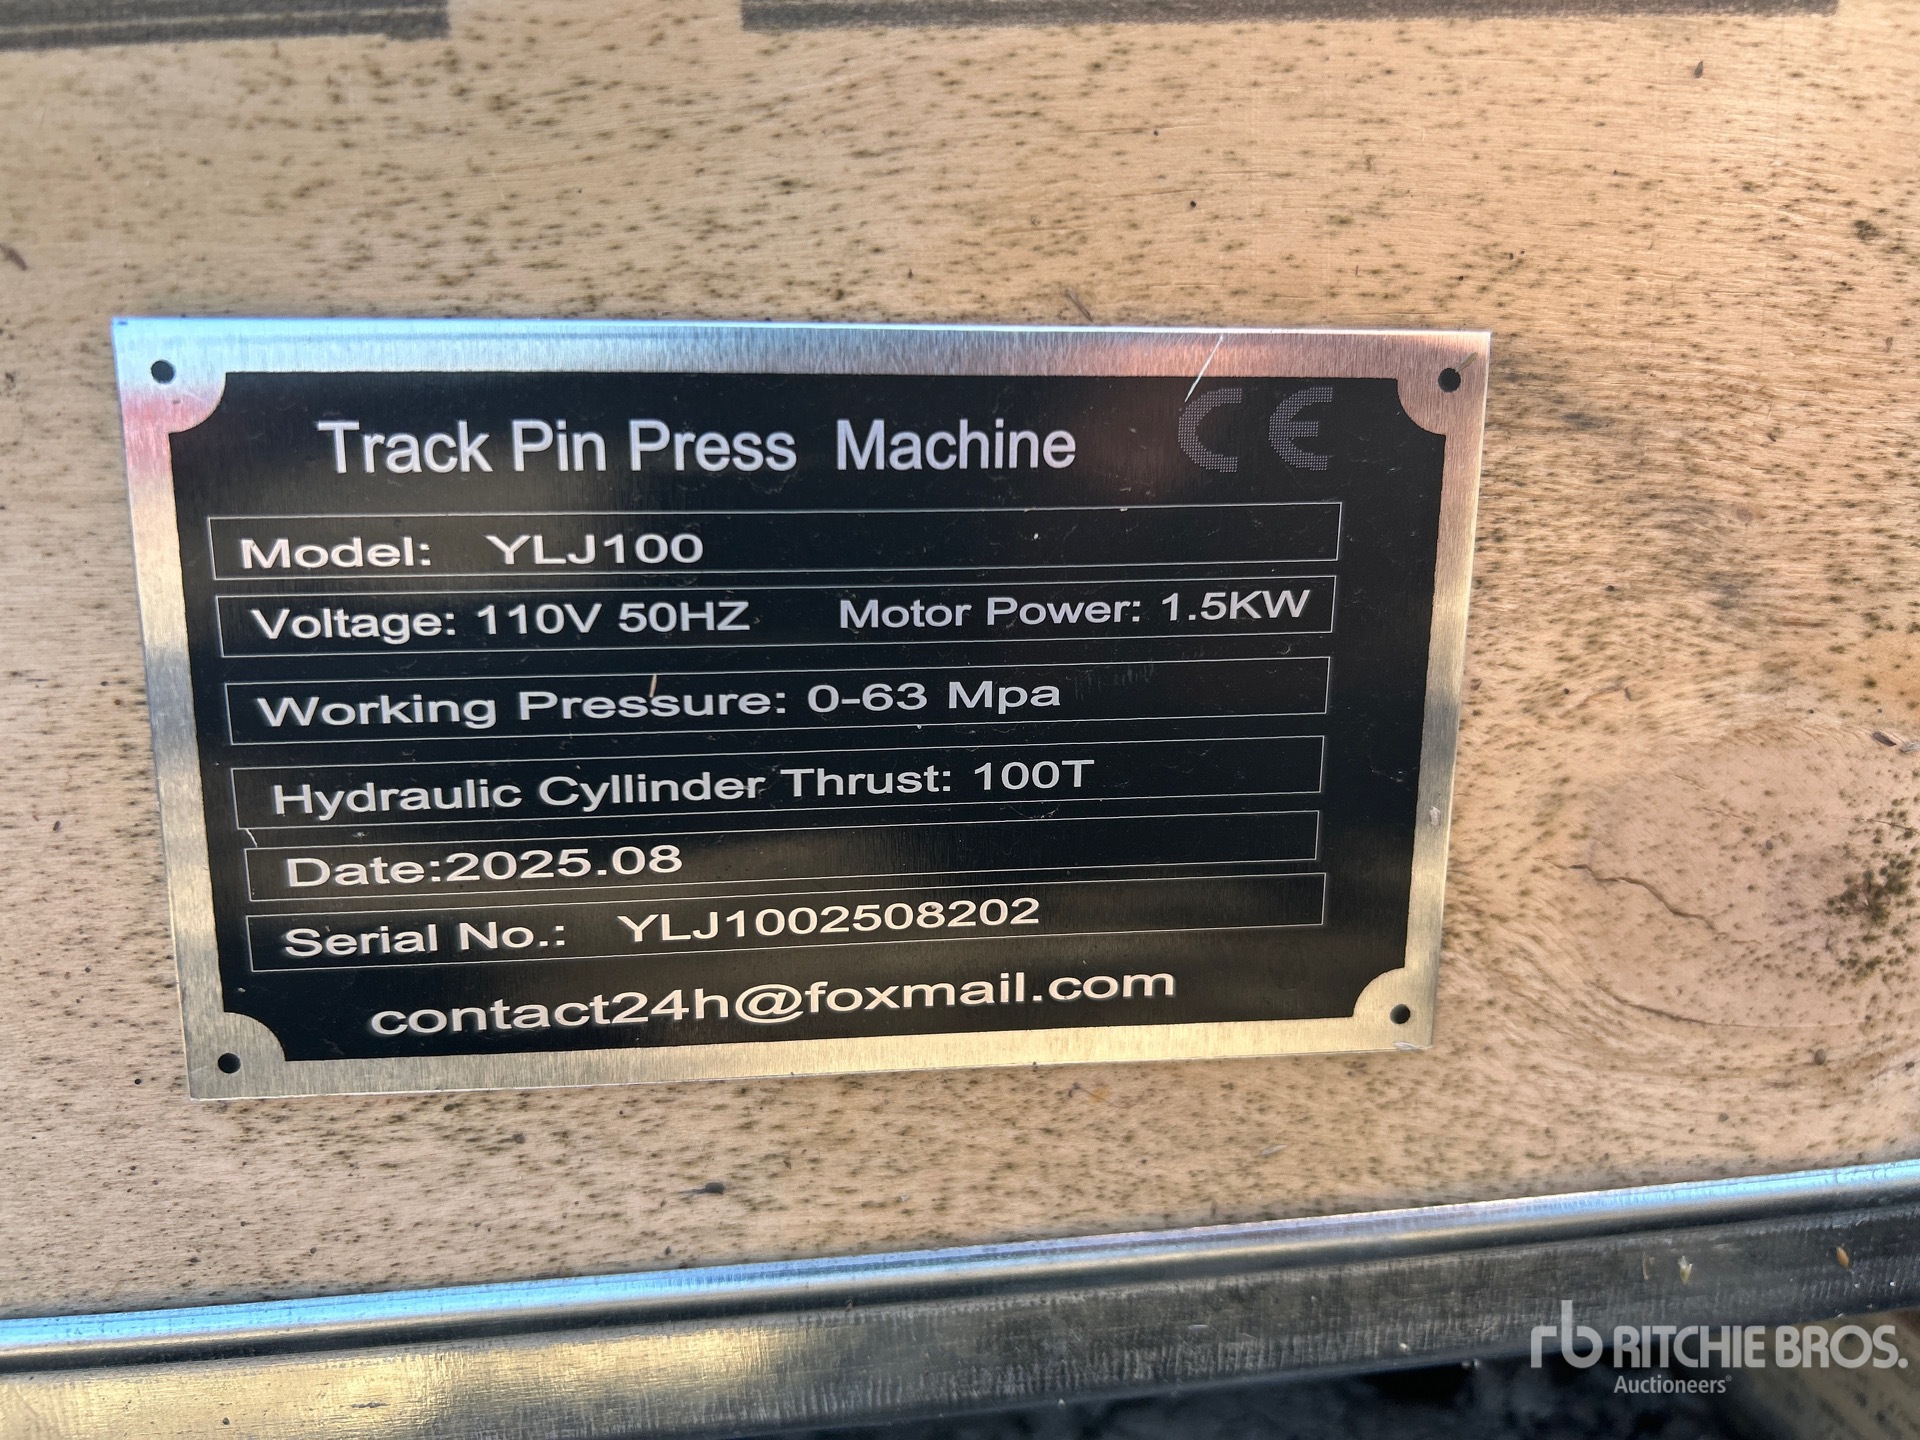 Track Pin Press Machine CE
Model: YLJ100
Voltage: 110V 50HZ Motor Power: 1.5KW
Working Pressure: 0-63 Mpa
Hydraulic Cyllinder Thrust: 100T
Date:2025.08
Serial No.: YLJ1002508202
contact24h@foxmail.com
rb RITCHIE BROS.
Auctioneers®